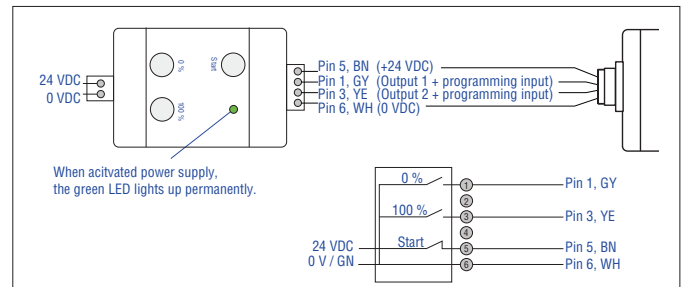 0 %
Start
100 %
24 VDC
0 VDC
Pin 5, BN (+24 VDC)
Pin 1, GY (Output 1 + programming input)
Pin 3, YE (Output 2 + programming input)
Pin 6, WH (0 VDC)
When acitvated power supply,
the green LED lights up permanently.
0 %
1
Pin 1, GY
2
100 %
3
Pin 3, YE
4
24 VDC
Start
5
Pin 5, BN
0 V / GN
6
Pin 6, WH